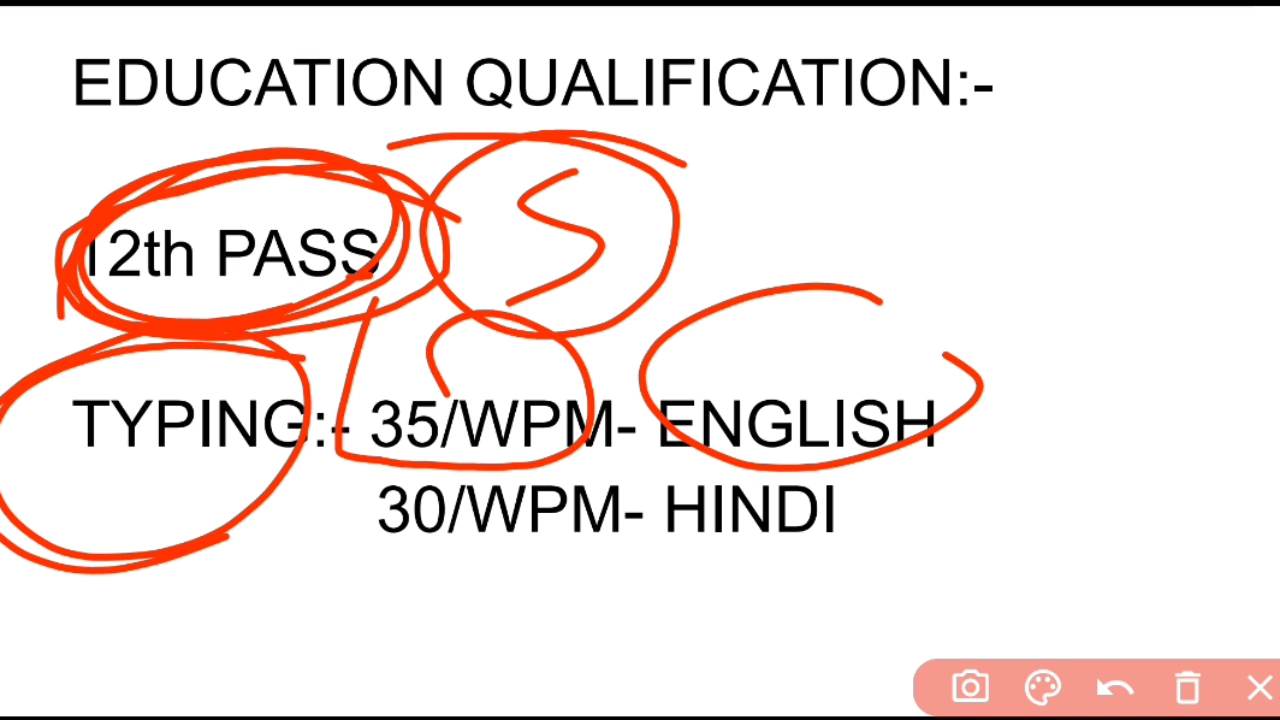 EDUCATION QUALIFICATION:-
12th PASS S
TYPING:- 35/WPM- ENGLISH
30/WPM- HINDI